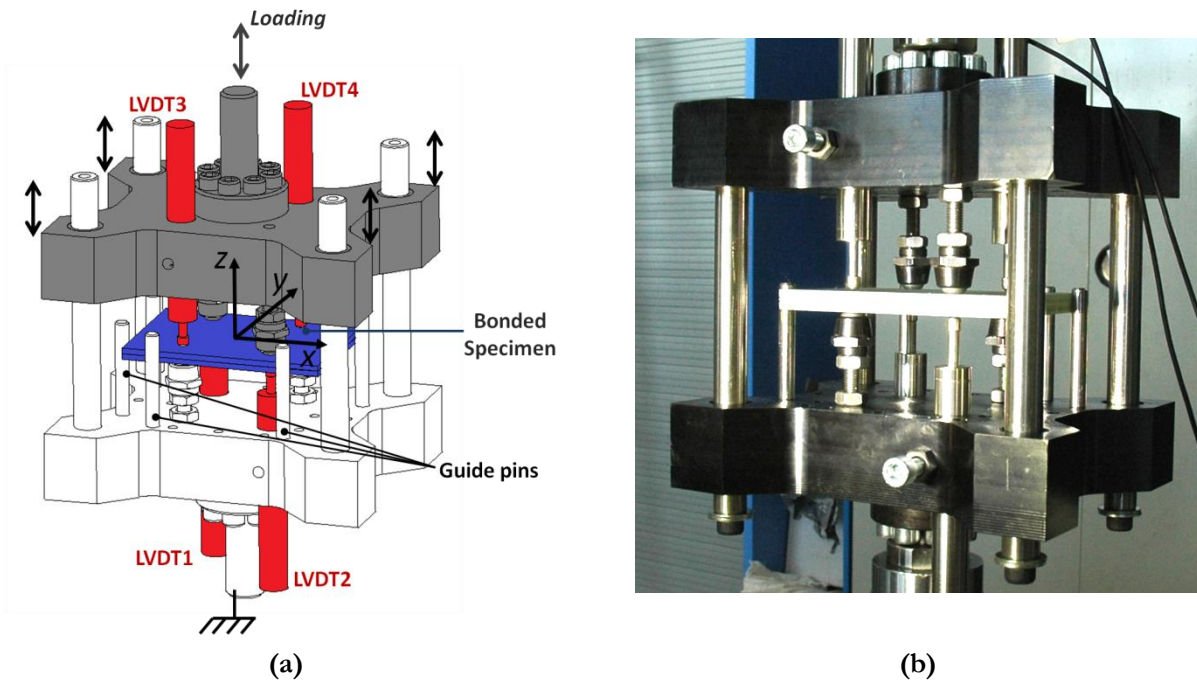 Loading
LVDT3
LVDT4
Z
y
x
Bonded
Specimen
Guide pins
LVDT1
LVDT2
(a)
(b)